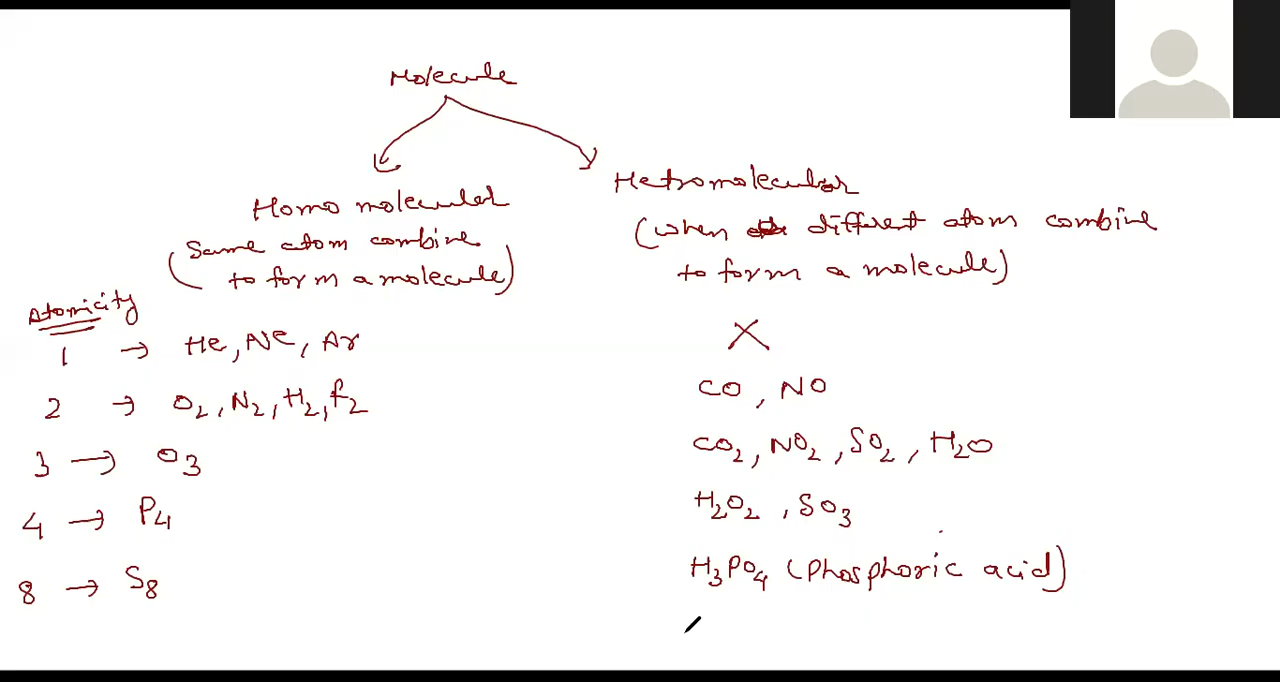 Molecule
Homo molecular
(Same atom combine
to form a molecule)
Hetromolecular
(when different atom combine
to form a molecule)
Atomicity
1 → He, Ne, Ar
X
2 → O2, N2, H2, F2
CO, NO
3 → O3
CO2, NO2, SO2, H2O
4 → P4
H2O2, SO3
8 → S8
H3PO4 (Phosphoric acid)